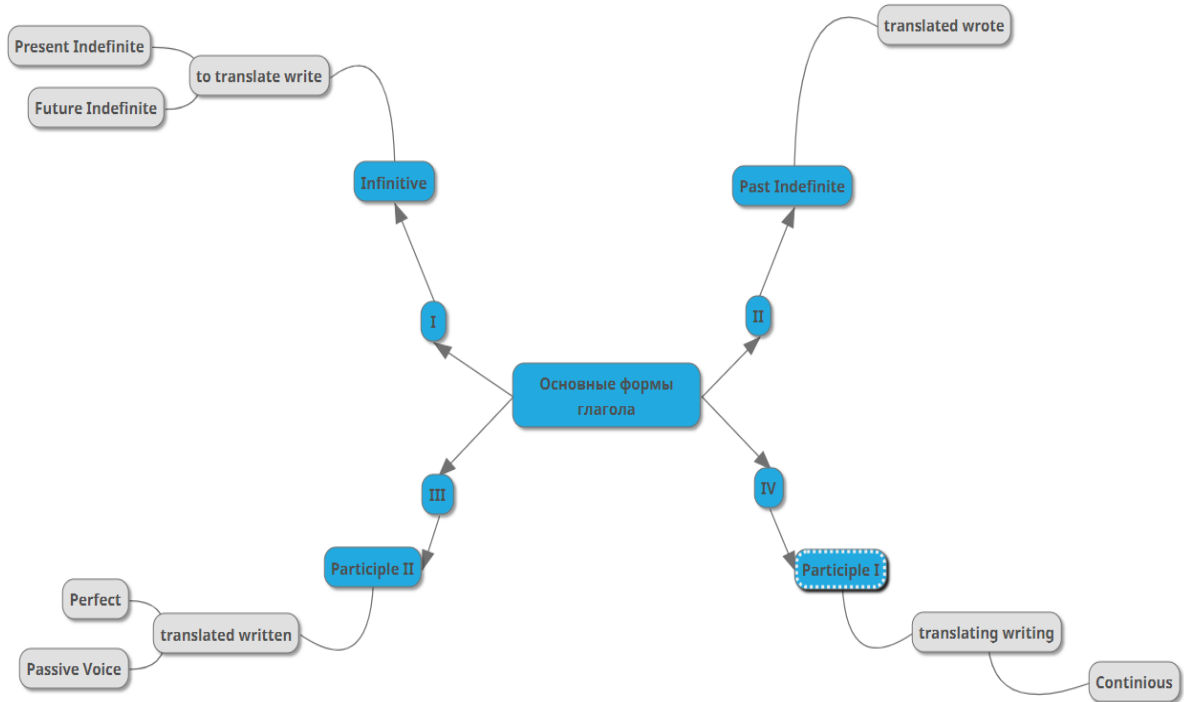 Present Indefinite
Future Indefinite
to translate write
Infinitive
I
translated wrote
Past Indefinite
II
Основные формы
глагола
III
Participle II
translated written
Perfect
Passive Voice
IV
Participle I
translating writing
Continious